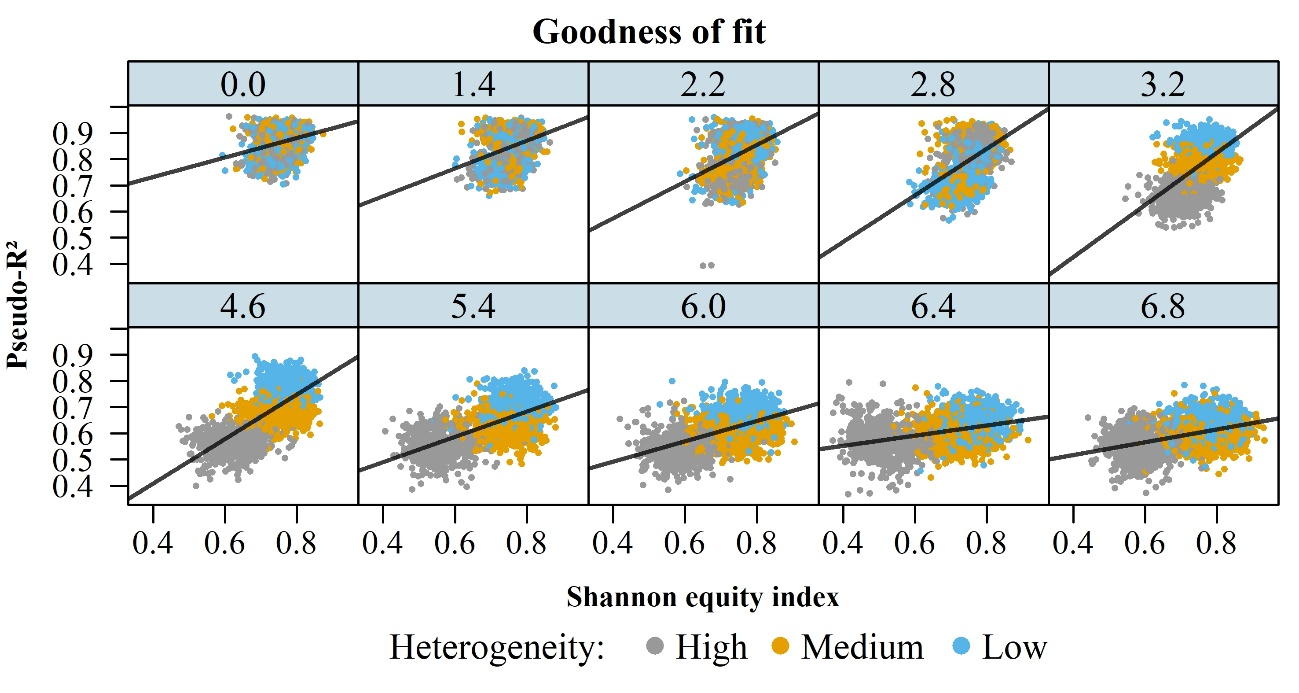 Goodness of fit
0.0 1.4 2.2 2.8 3.2
0.9
0.8
0.7
0.6
0.5
0.4
Pseudo-R²
4.6 5.4 6.0 6.4 6.8
0.9
0.8
0.7
0.6
0.5
0.4
0.4 0.6 0.8 0.4 0.6 0.8 0.4 0.6 0.8 0.4 0.6 0.8 0.4 0.6 0.8
Shannon equity index
Heterogeneity: High Medium Low